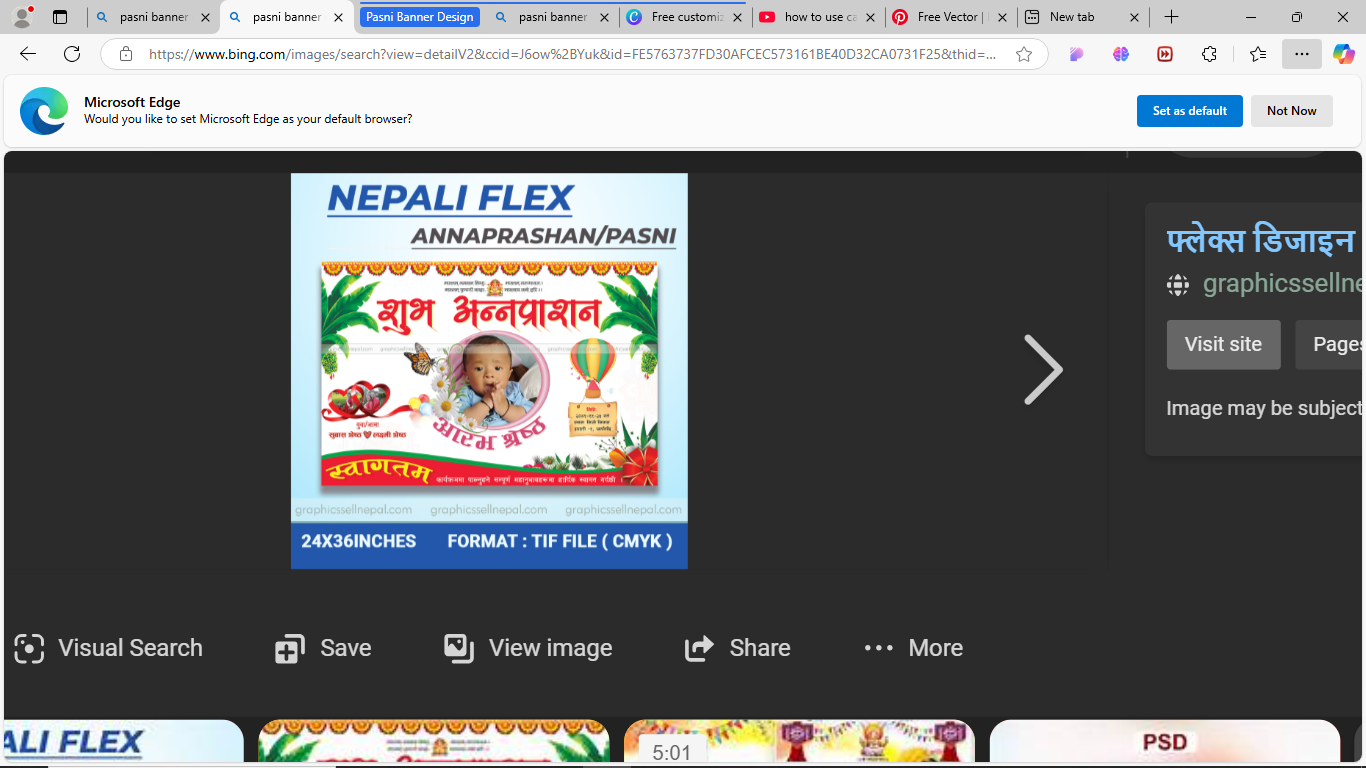 pasni banner
pasni banner
Pasni Banner Design
pasni banner
Free customiz
how to use ca
Free Vector |
New tab
https://www.bing.com/images/search?view=detailV2&ccid=J6ow%2BYuk&id=FE5763737FD30AFCEC573161BE40D32CA0731F25&thid=...
Microsoft Edge
Would you like to set Microsoft Edge as your default browser?
Set as default
Not Now
NEPALI FLEX
ANNAPRASHAN/PASNI
शुभ अन्नप्राशन
बुवा/आमा
सुवास श्रेष्ठ लक्ष्मी श्रेष्ठ
आरभ श्रेष्ठ
स्वागतम्
graphicssellnepal.com graphicssellnepal.com graphicssellnepal.com
24X36INCHES FORMAT : TIF FILE ( CMYK )
फ्लेक्स डिजाइन
graphicssellne
Visit site
Pages
Image may be subject
Visual Search
Save
View image
Share
More
ALI FLEX
5:01
PSD